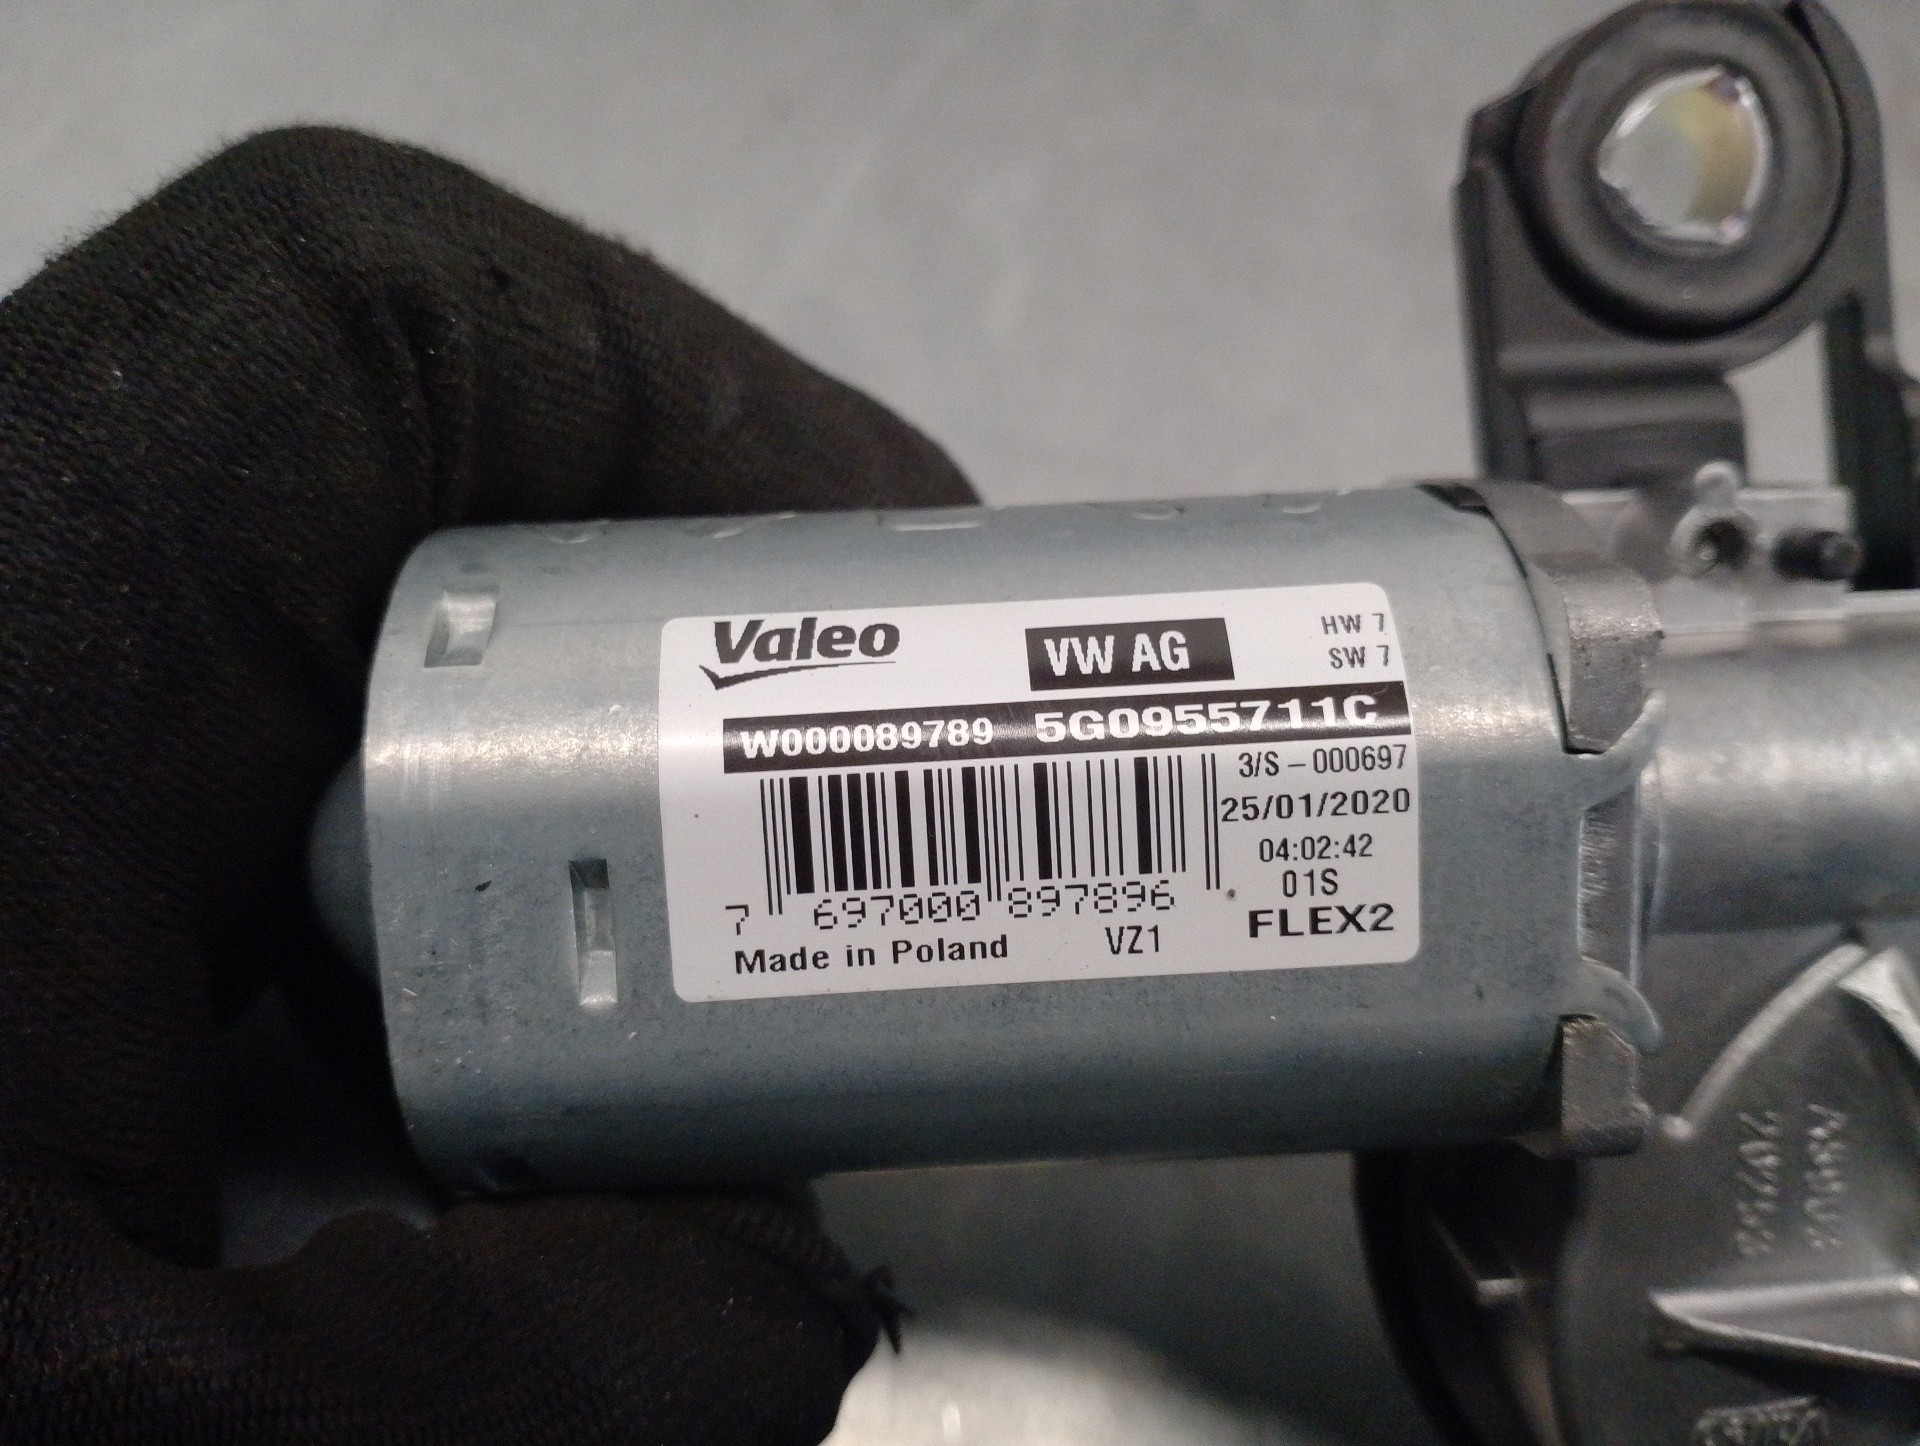 Valeo
VW AG
HW 7
SW 7
W000089789 5G0955711C
3/S - 000697
25/01/2020
04:02:42
01S
7 697000 897896
FLEX2
Made in Poland VZ1